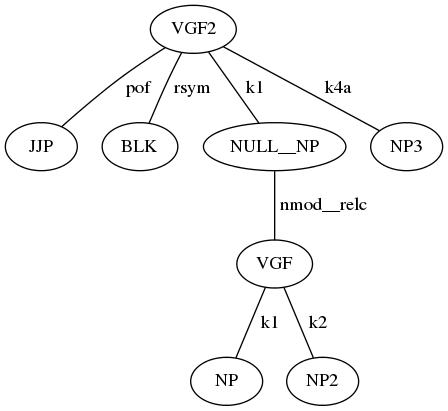 VGF2
pof rsym k1 k4a
JJP BLK NULL__NP NP3
nmod__relc
VGF
k1 k2
NP NP2